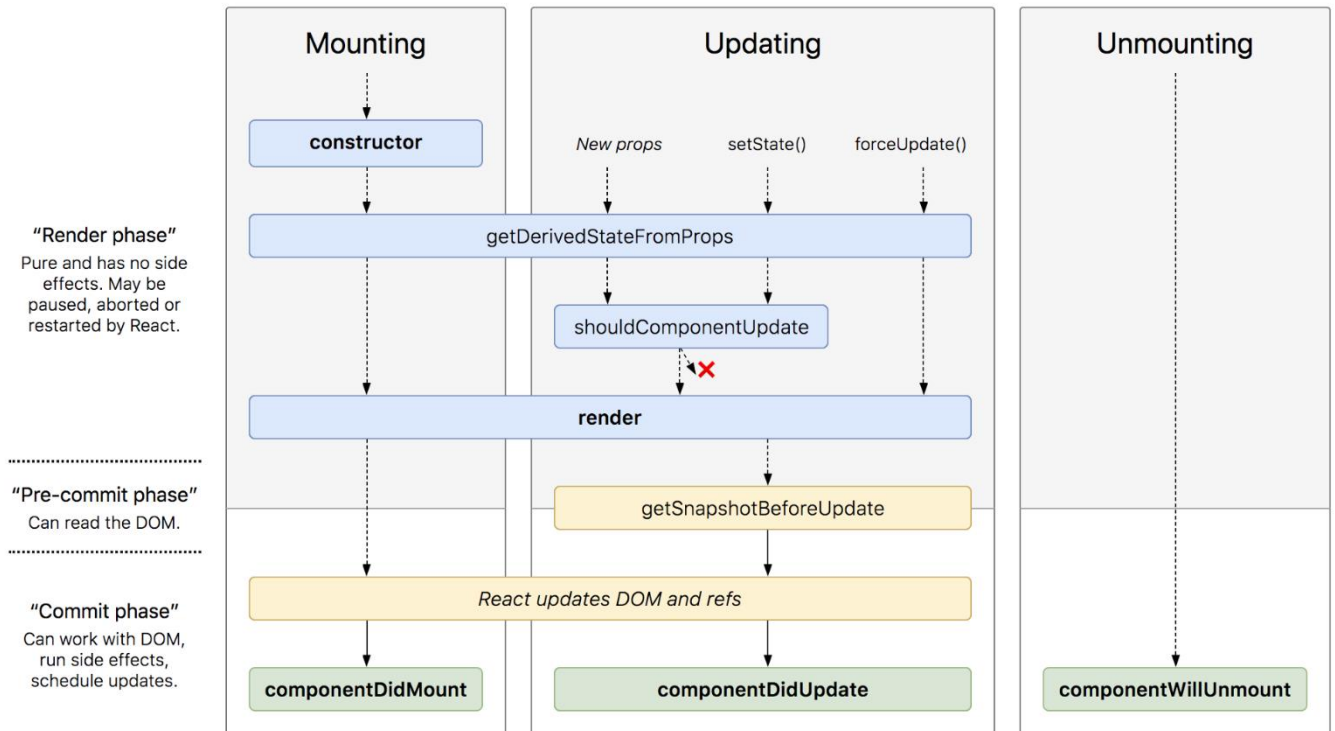 Mounting
Updating
Unmounting
constructor
New props
setState()
forceUpdate()
“Render phase”
Pure and has no side
effects. May be
paused, aborted or
restarted by React.
getDerivedStateFromProps
shouldComponentUpdate
render
“Pre-commit phase”
Can read the DOM.
getSnapshotBeforeUpdate
“Commit phase”
Can work with DOM,
run side effects,
schedule updates.
React updates DOM and refs
componentDidMount
componentDidUpdate
componentWillUnmount